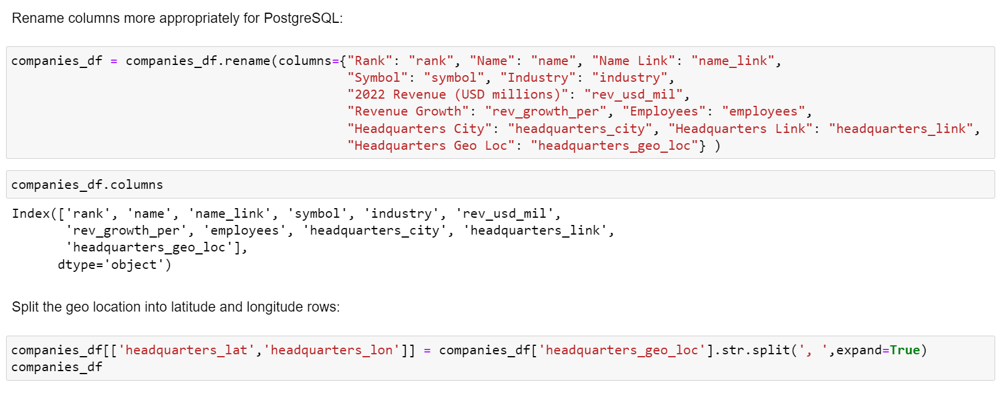 Rename columns more appropriately for PostgreSQL:
companies_df = companies_df.rename(columns={"Rank": "rank", "Name": "name", "Name Link": "name_link",
"Symbol": "symbol", "Industry": "industry",
"2022 Revenue (USD millions)": "rev_usd_mil",
"Revenue Growth": "rev_growth_per", "Employees": "employees",
"Headquarters City": "headquarters_city", "Headquarters Link": "headquarters_link",
"Headquarters Geo Loc": "headquarters_geo_loc"} )
companies_df.columns
Index(['rank', 'name', 'name_link', 'symbol', 'industry', 'rev_usd_mil',
'rev_growth_per', 'employees', 'headquarters_city', 'headquarters_link',
'headquarters_geo_loc'],
dtype='object')
Split the geo location into latitude and longitude rows:
companies_df[['headquarters_lat','headquarters_lon']] = companies_df['headquarters_geo_loc'].str.split(', ',expand=True)
companies_df